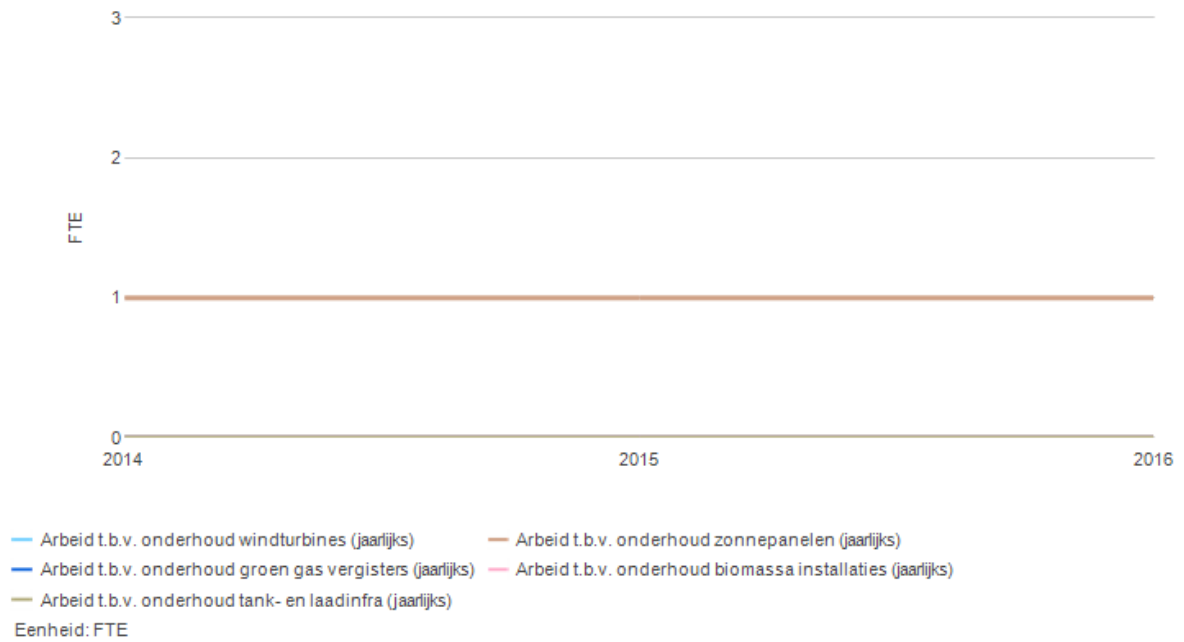 3
2
FTE
1
0
2014 2015 2016
Arbeid t.b.v. onderhoud windturbines (jaarlijks) Arbeid t.b.v. onderhoud zonnepanelen (jaarlijks)
Arbeid t.b.v. onderhoud groen gas vergisters (jaarlijks) Arbeid t.b.v. onderhoud biomassa installaties (jaarlijks)
Arbeid t.b.v. onderhoud tank- en laadinfra (jaarlijks)
Eenheid: FTE